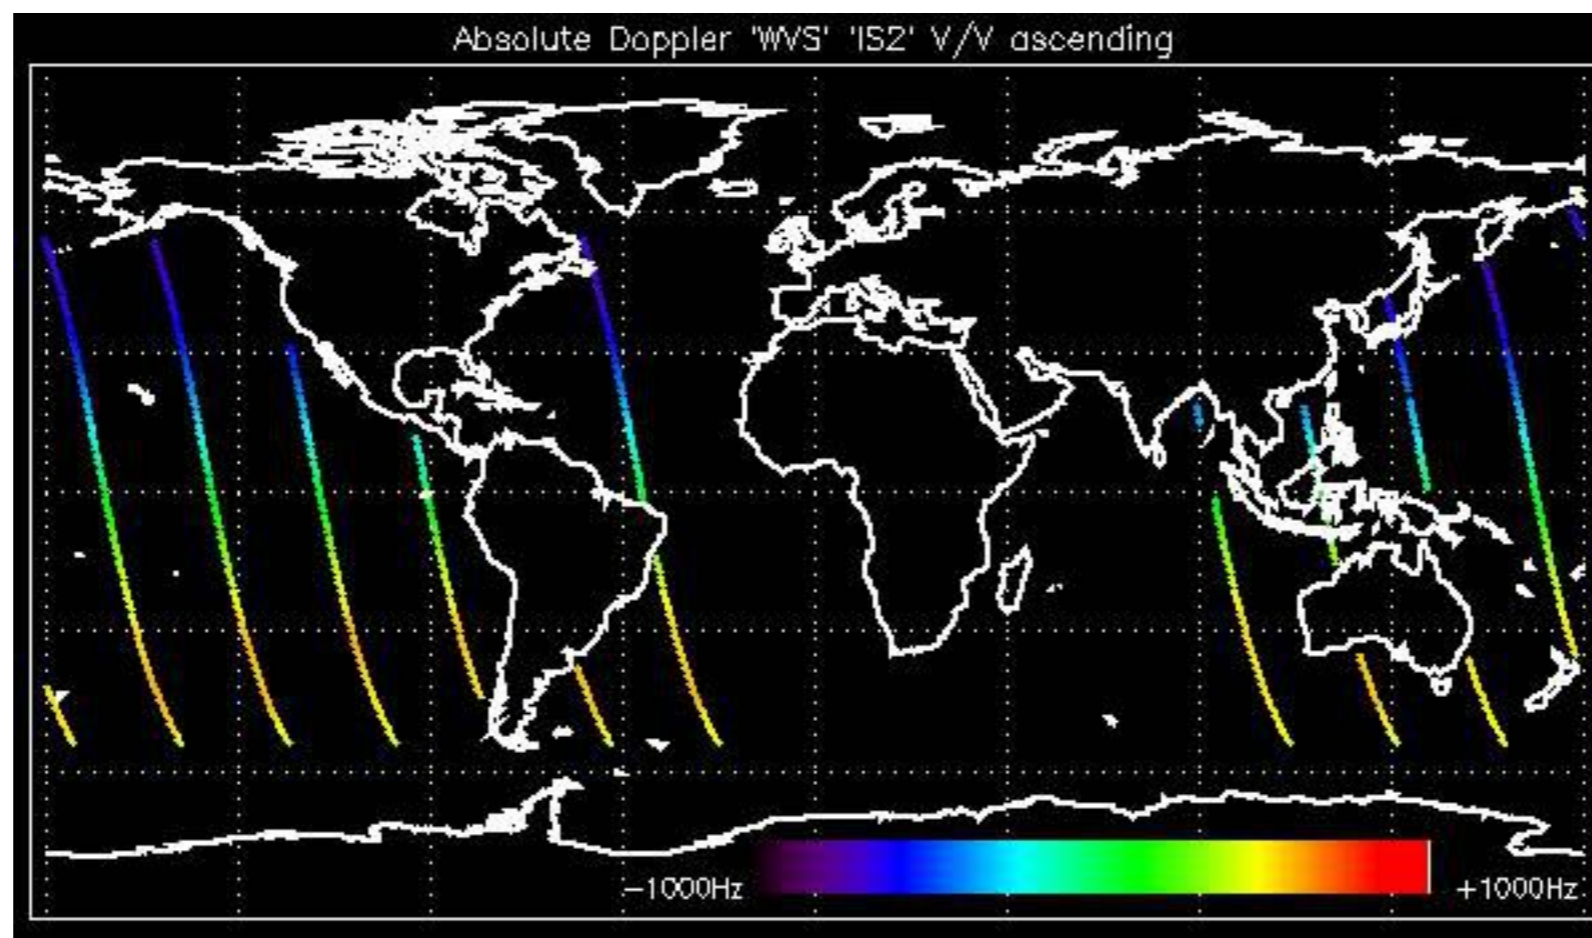 Absolute Doppler 'WVS' 'IS2' V/V ascending
-1000Hz
+1000Hz